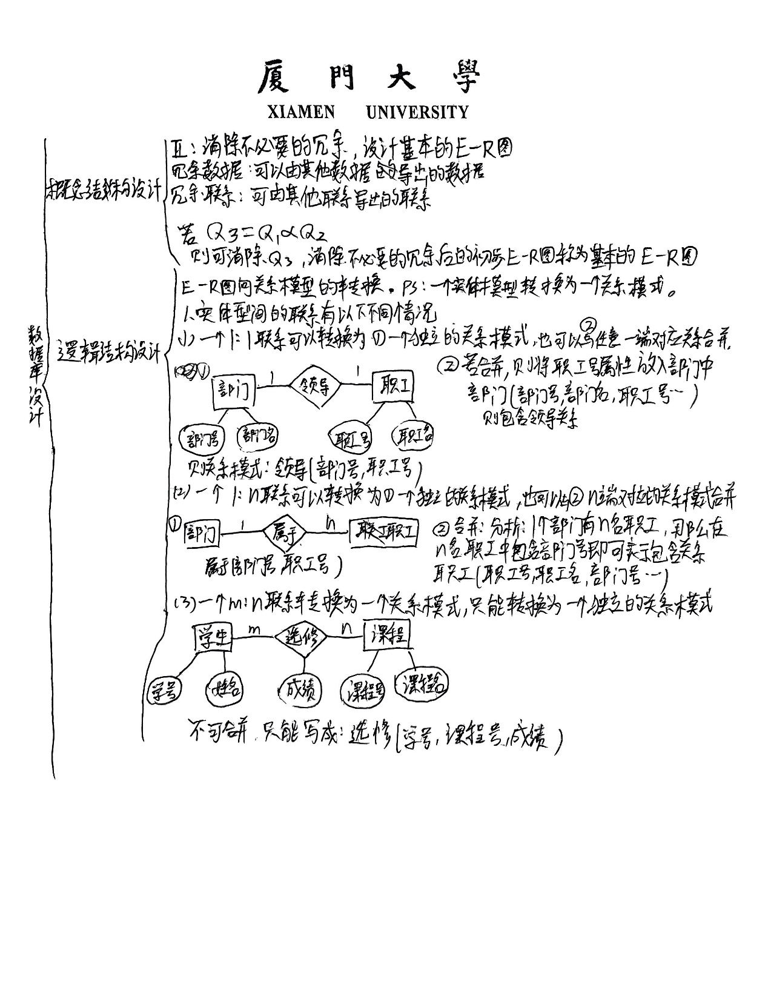 厦門大學
XIAMEN UNIVERSITY
数据库设计
概念结构设计
五：消除不必要的冗余，设计基本的E-R图
冗余数据：可以由其他数据导出的数据
冗余联系：可由其他联系导出的联系
若 Q3=Q1∝Q2
则可消除Q3，消除不必要的冗余后的初步E-R图称为基本的E-R图
逻辑结构设计
E-R图向关系模型的转换。PS：一个实体模型转换为一个关系模式。
1、实体型间的联系有以下不同情况
(1) 一个1:1联系可以转换为①一个独立的关系模式，也可以②与任意一端对应关系合并.
① 部门 1 领导 1 职工
部门号 部门名 职工号 职工名
②若合并，则将职工号属性放入部门中
部门(部门号,部门名,职工号…)
则包含领导关系
则关系模式：领导(部门号,职工号)
(2) 一个1:n联系可以转换为①一个独立的关系模式，也可以与②n端对应的关系模式合并
① 部门 1 属于 n 职工
属于(部门号,职工号)
②合并：分析：1个部门有n名职工，那么在
n名职工中包含部门号即可表示包含关系
职工(职工号,职工名,部门号…)
(3) 一个m:n联系转换为一个关系模式，只能转换为一个独立的关系模式
学生 m 选修 n 课程
学号 姓名 成绩 课程号 课程名
不可合并.只能写成：选修(学号,课程号,成绩)